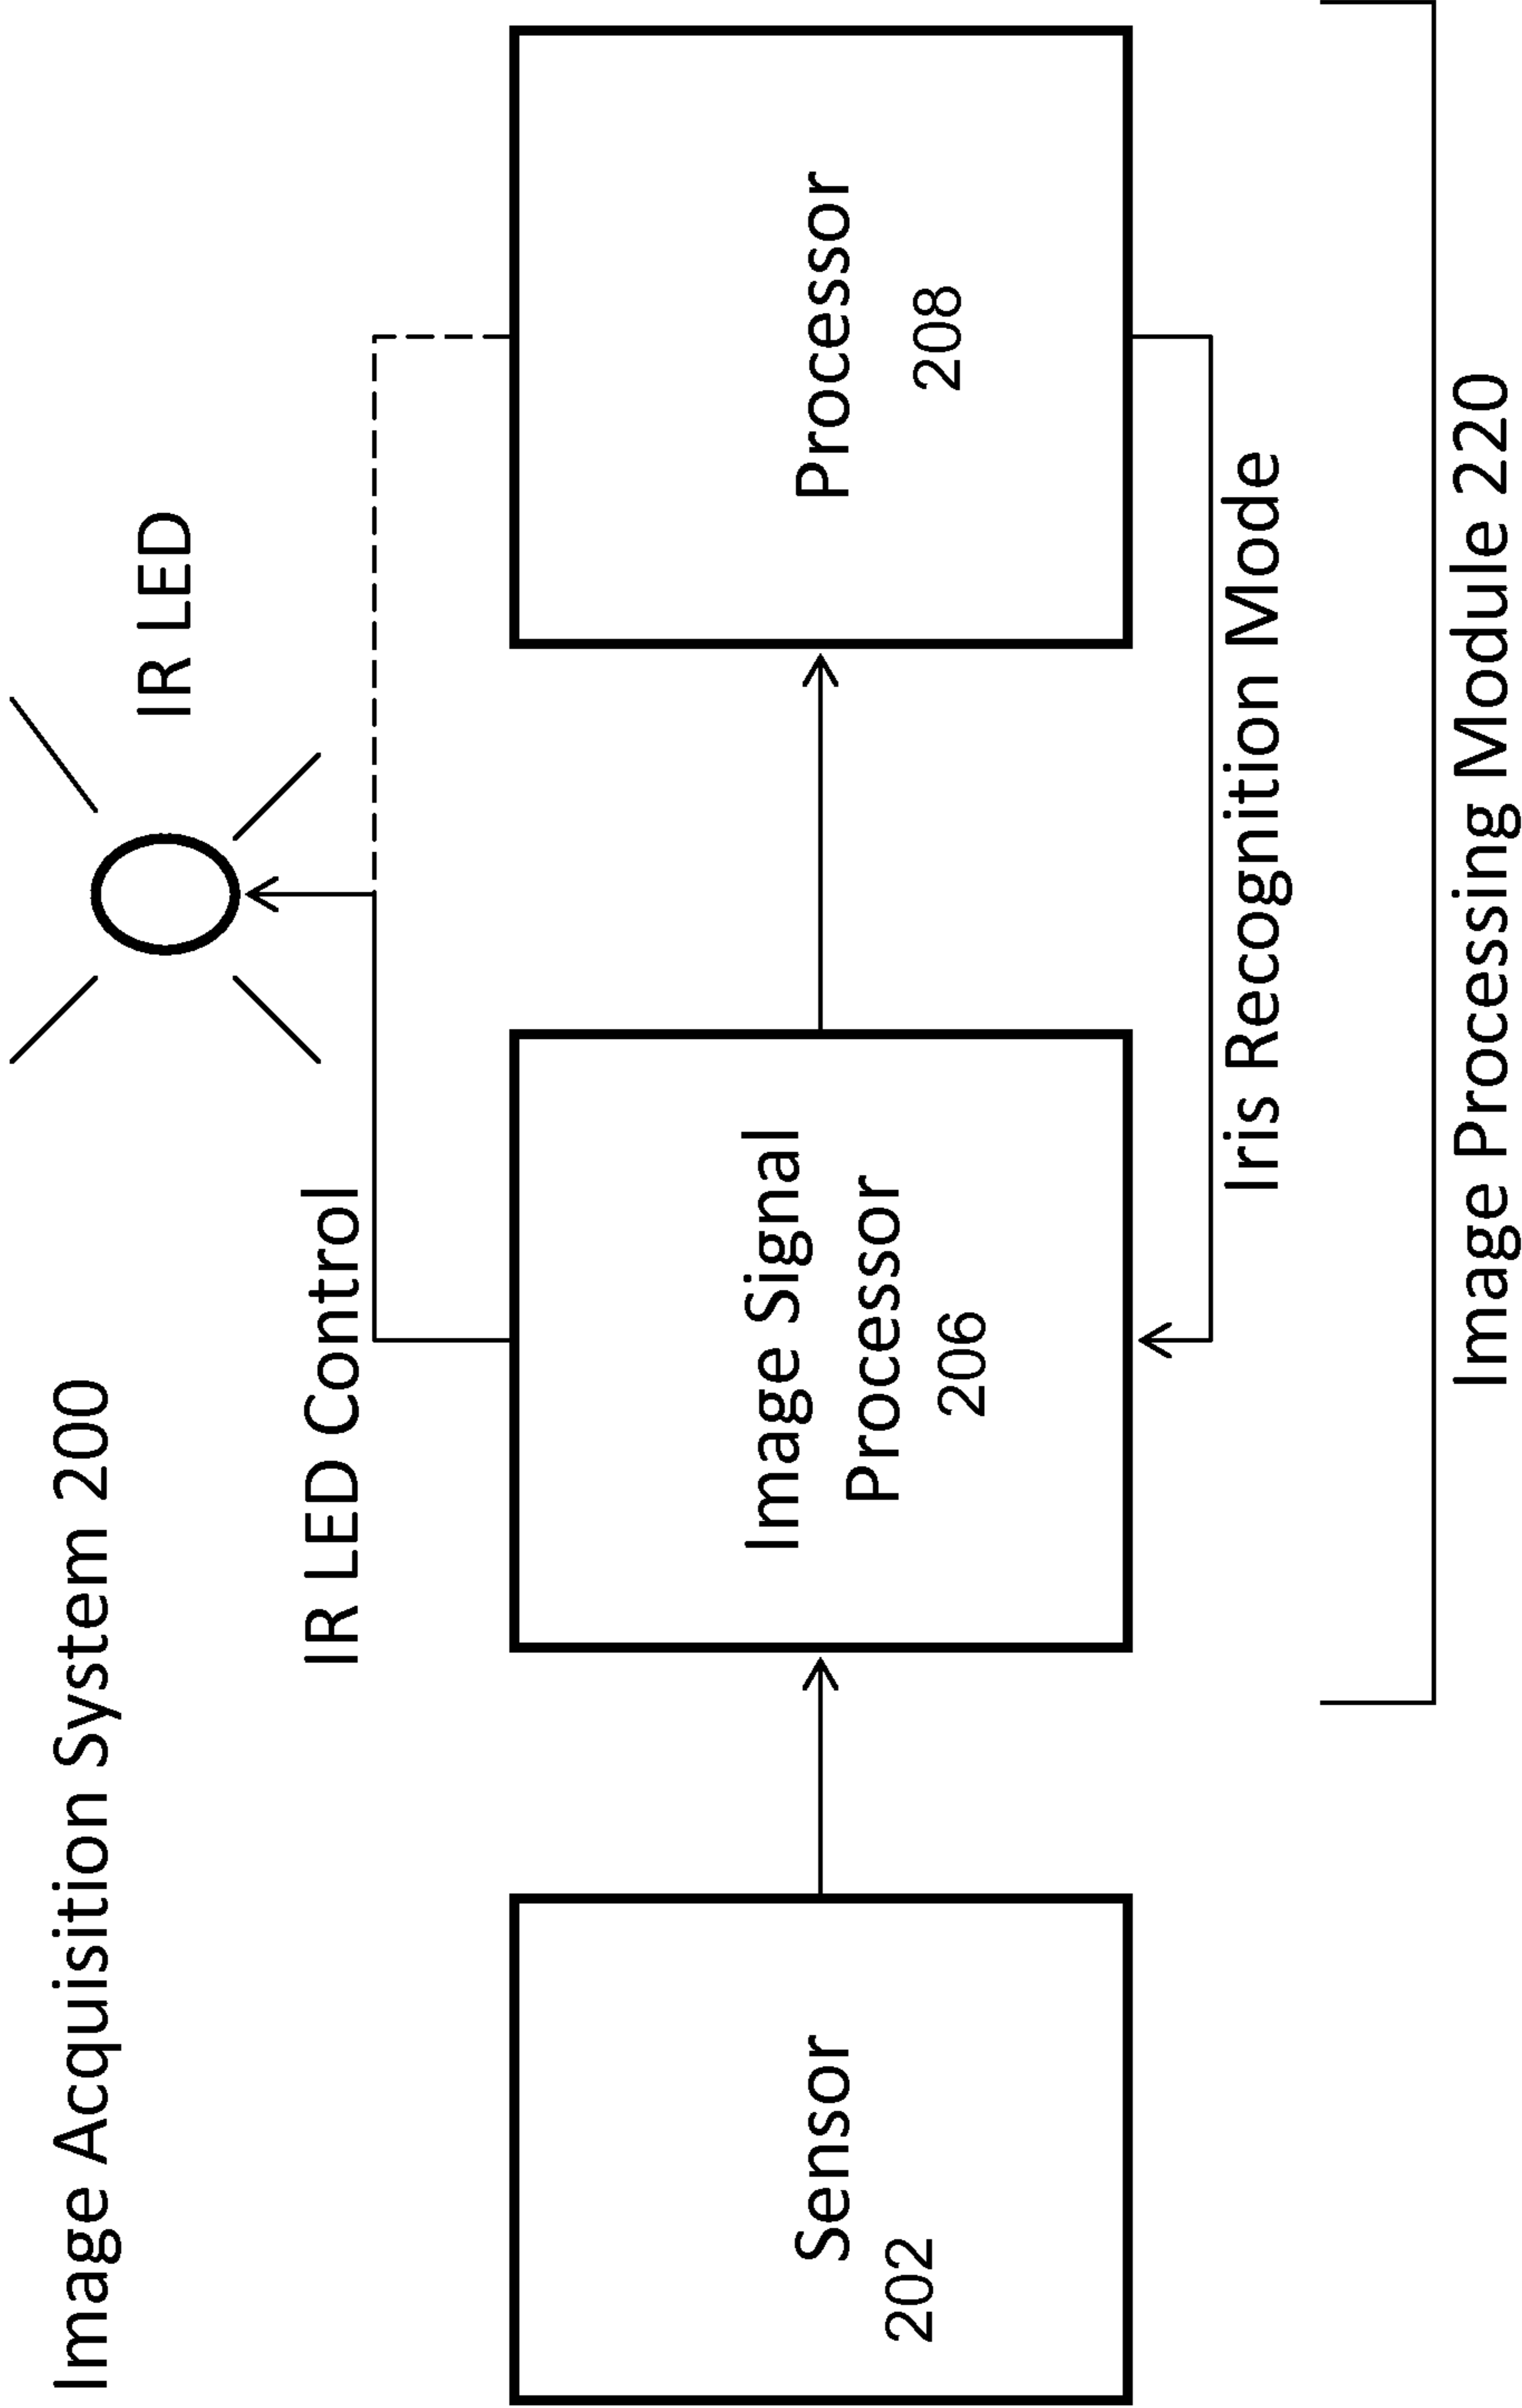 Image Acquisition System 200
IR LED
IR LED Control
Sensor
202
Image Signal
Processor
206
Processor
208
Iris Recognition Mode
Image Processing Module 220